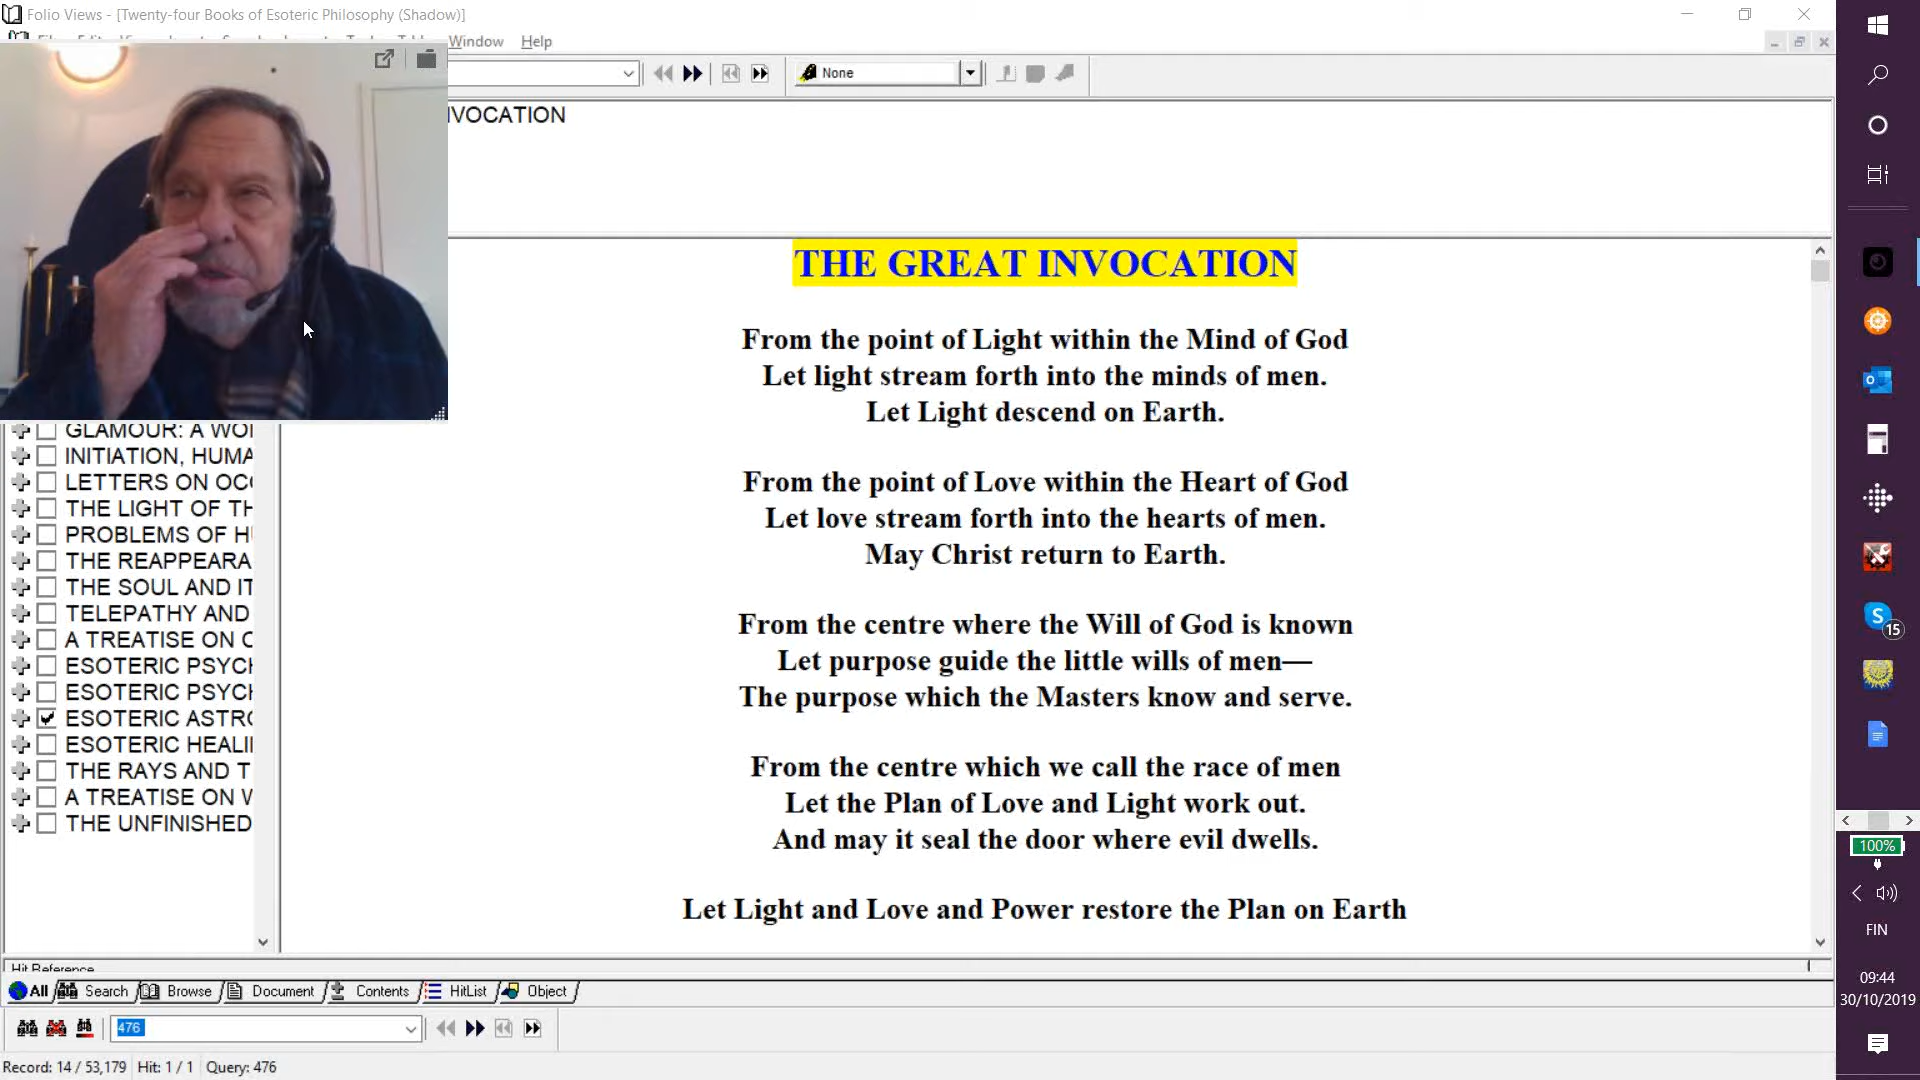 Folio Views - [Twenty-four Books of Esoteric Philosophy (Shadow)]
Window Help
None
NVOCATION
THE GREAT INVOCATION
From the point of Light within the Mind of God
Let light stream forth into the minds of men.
Let Light descend on Earth.
From the point of Love within the Heart of God
Let love stream forth into the hearts of men.
May Christ return to Earth.
From the centre where the Will of God is known
Let purpose guide the little wills of men—
The purpose which the Masters know and serve.
From the centre which we call the race of men
Let the Plan of Love and Light work out.
And may it seal the door where evil dwells.
Let Light and Love and Power restore the Plan on Earth
GLAMOUR: A WO
INITIATION, HUMA
LETTERS ON OC
THE LIGHT OF TH
PROBLEMS OF H
THE REAPPEARA
THE SOUL AND IT
TELEPATHY AND
A TREATISE ON C
ESOTERIC PSYCH
ESOTERIC PSYCH
ESOTERIC ASTRO
ESOTERIC HEALI
THE RAYS AND T
A TREATISE ON W
THE UNFINISHED
Hit Reference
All Search Browse Document Contents HitList Object
476
Record: 14 / 53,179 Hit: 1 / 1 Query: 476
15
100%
FIN
09:44
30/10/2019